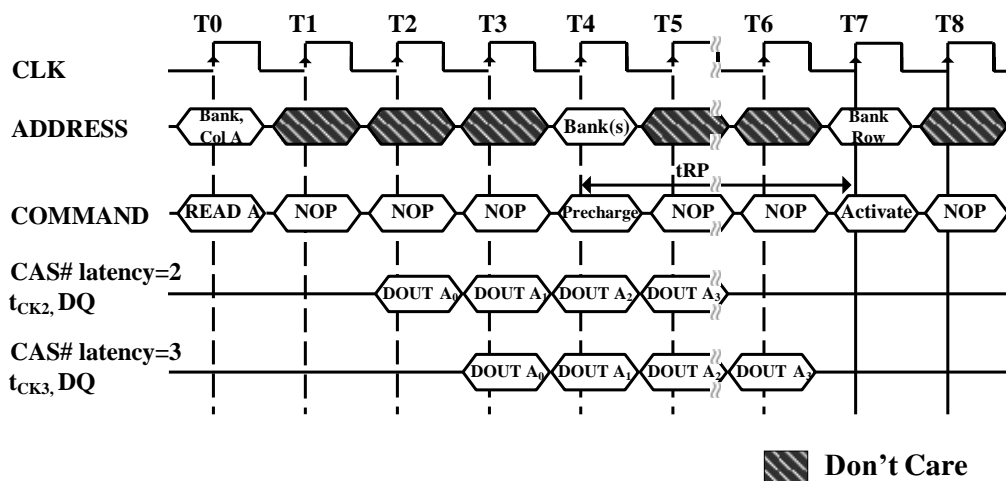 T0 T1 T2 T3 T4 T5 T6 T7 T8
CLK
ADDRESS
Bank, Col A
Bank(s)
Bank Row
tRP
COMMAND
READ A NOP NOP NOP Precharge NOP NOP Activate NOP
CAS# latency=2
tCK2, DQ
DOUT A0 DOUT A1 DOUT A2 DOUT A3
CAS# latency=3
tCK3, DQ
DOUT A0 DOUT A1 DOUT A2 DOUT A3
Don't Care